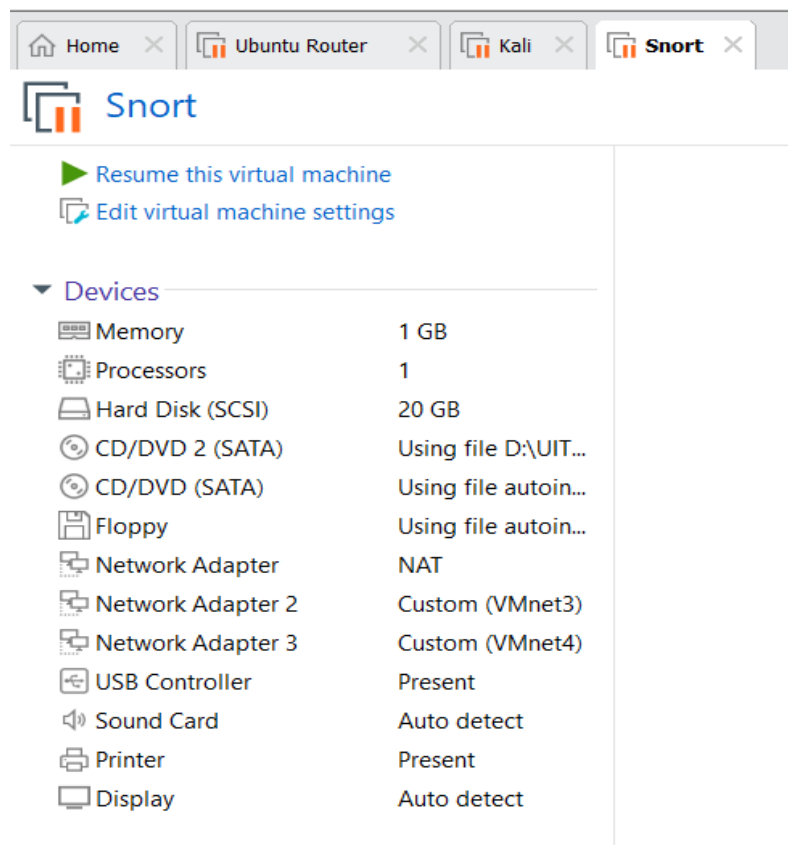 Home Ubuntu Router Kali Snort
Snort
Resume this virtual machine
Edit virtual machine settings
Devices
Memory 1 GB
Processors 1
Hard Disk (SCSI) 20 GB
CD/DVD 2 (SATA) Using file D:\UIT...
CD/DVD (SATA) Using file autoin...
Floppy Using file autoin...
Network Adapter NAT
Network Adapter 2 Custom (VMnet3)
Network Adapter 3 Custom (VMnet4)
USB Controller Present
Sound Card Auto detect
Printer Present
Display Auto detect